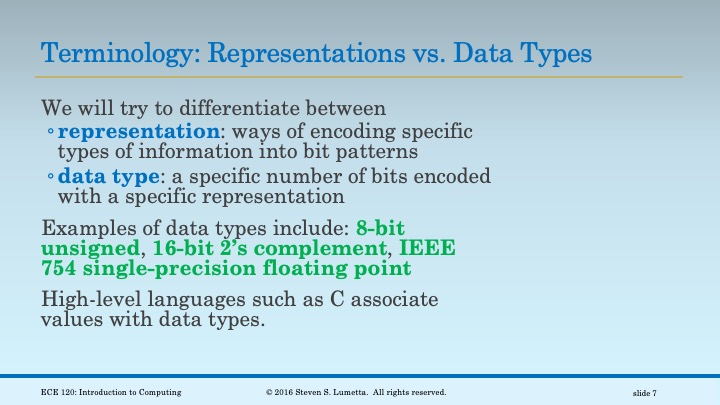 Terminology: Representations vs. Data Types
We will try to differentiate between
◦representation: ways of encoding specific
types of information into bit patterns
◦data type: a specific number of bits encoded
with a specific representation
Examples of data types include: 8-bit
unsigned, 16-bit 2’s complement, IEEE
754 single-precision floating point
High-level languages such as C associate
values with data types.
ECE 120: Introduction to Computing © 2016 Steven S. Lumetta. All rights reserved. slide 7